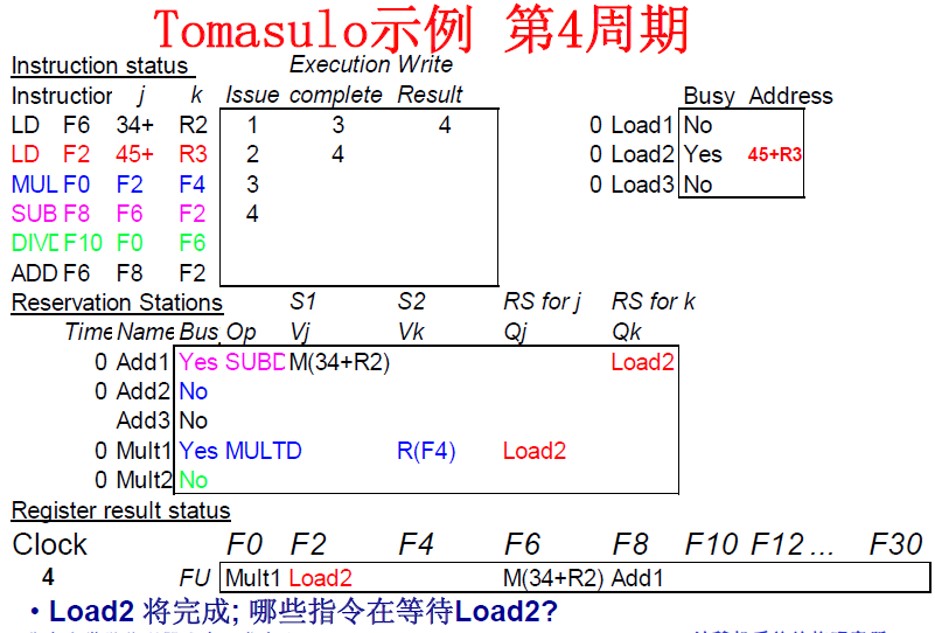 Tomasulo示例 第4周期
Instruction status Execution Write
Instruction j k Issue complete Result Busy Address
LD F6 34+ R2 1 3 4 0 Load1 No
LD F2 45+ R3 2 4 0 Load2 Yes 45+R3
MUL F0 F2 F4 3 0 Load3 No
SUB F8 F6 F2 4
DIVD F10 F0 F6
ADD F6 F8 F2
Reservation Stations S1 S2 RS for j RS for k
Time Name Bus Op Vj Vk Qj Qk
0 Add1 Yes SUBD M(34+R2) Load2
0 Add2 No
Add3 No
0 Mult1 Yes MULTD R(F4) Load2
0 Mult2 No
Register result status
Clock F0 F2 F4 F6 F8 F10 F12 ... F30
4 FU Mult1 Load2 M(34+R2) Add1
• Load2 将完成; 哪些指令在等待Load2?